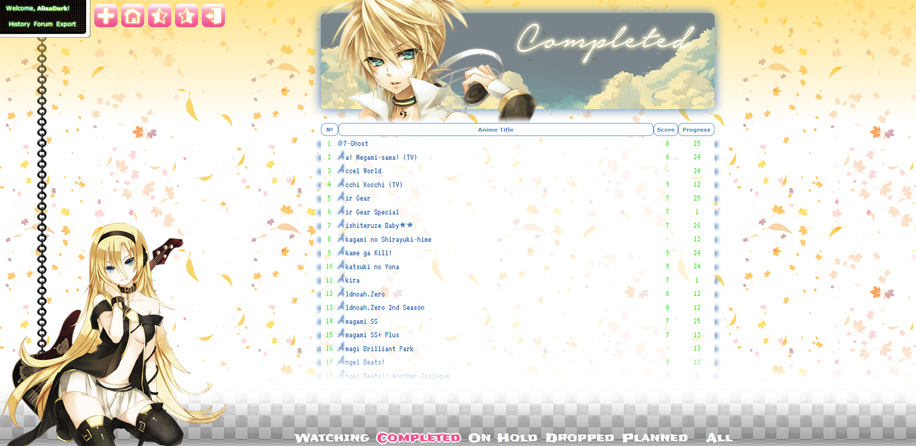 Welcome, AlisaDark!
History Forum Export
Completed
№ Anime Title Score Progress
1 07-Ghost 8 25
2 Aa! Megami-sama! (TV) 8 24
3 Accel World - 24
4 Acchi Kocchi (TV) 9 12
5 Air Gear 7 25
6 Air Gear Special 7 1
7 Aishiteruze Baby★★ 7 26
8 Akagami no Shirayuki-hime - 12
9 Akame ga Kill! 9 24
10 Akatsuki no Yona 9 24
11 Akira 7 1
12 Aldnoah.Zero 8 12
13 Aldnoah.Zero 2nd Season 8 12
14 Amagami SS 7 25
15 Amagami SS+ Plus 7 13
16 Amagi Brilliant Park - 13
17 Angel Beats! 9 13
18 Angel Beats!: Another Epilogue
Watching Completed On Hold Dropped Planned All